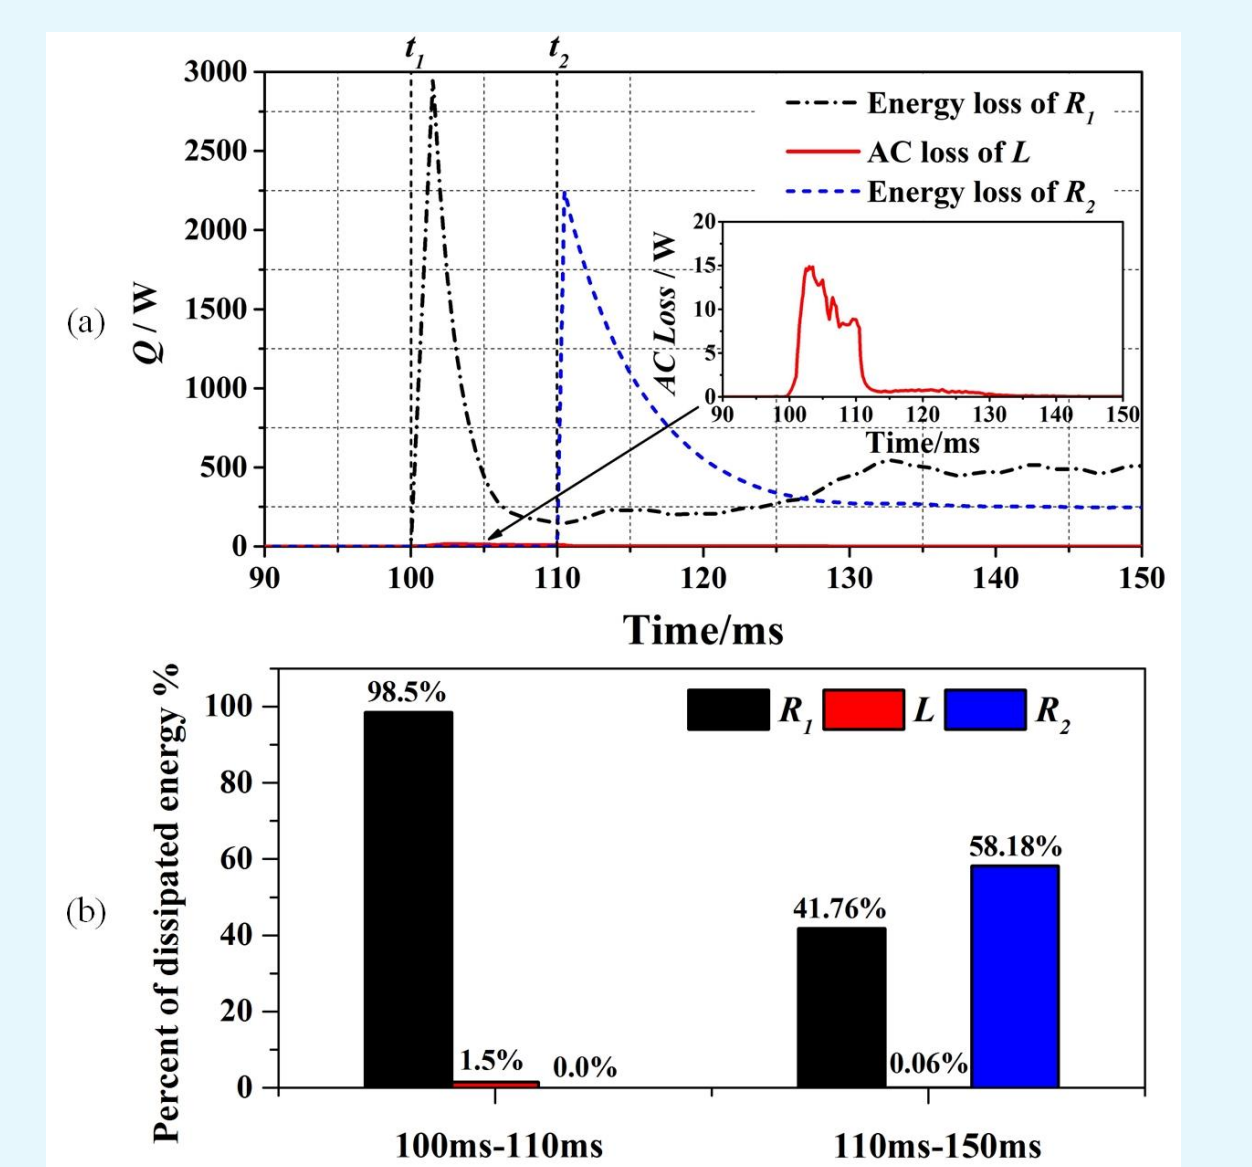 t1 t2
3000
2500
2000
1500
1000
500
0
Q / W
(a)
Energy loss of R1
AC loss of L
Energy loss of R2
20
15
10
5
0
AC Loss / W
90 100 110 120 130 140 150
Time/ms
90 100 110 120 130 140 150
Time/ms
(b)
Percent of dissipated energy %
100
80
60
40
20
0
R1 L R2
98.5%
1.5%
0.0%
41.76%
0.06%
58.18%
100ms-110ms 110ms-150ms